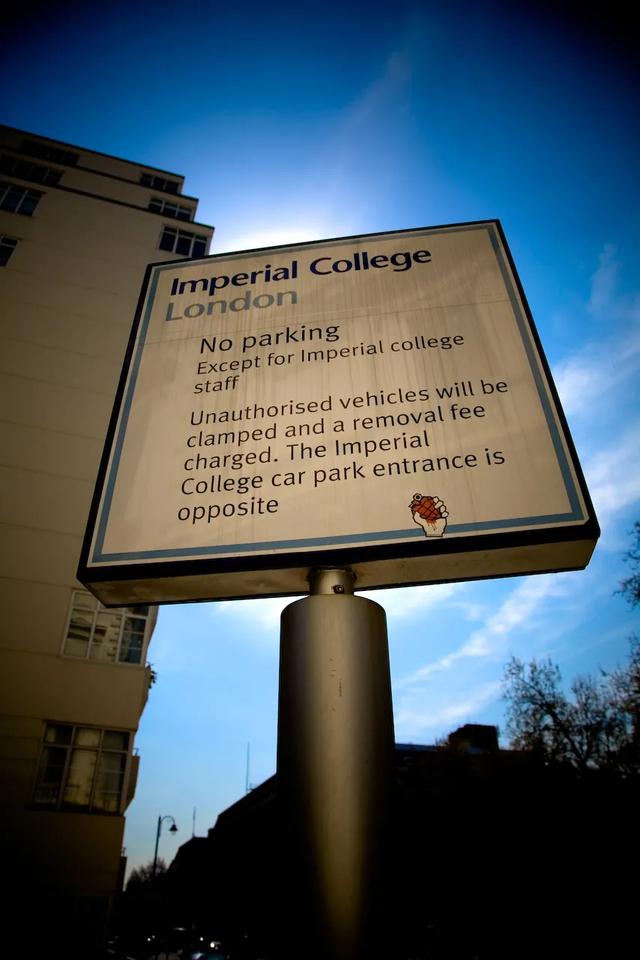 Imperial College
London
No parking
Except for Imperial college
staff
Unauthorised vehicles will be
clamped and a removal fee
charged. The Imperial
College car park entrance is
opposite